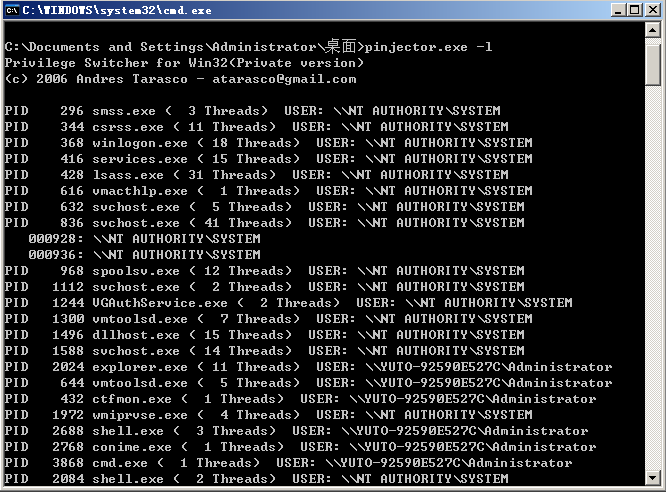 C:\WINDOWS\system32\cmd.exe
C:\Documents and Settings\Administrator\桌面>pinjector.exe -l
Privilege Switcher for Win32(Private version)
(c) 2006 Andres Tarasco - atarasco@gmail.com
PID    296 smss.exe (  3 Threads)  USER: \\NT AUTHORITY\SYSTEM
PID    344 csrss.exe ( 11 Threads)  USER: \\NT AUTHORITY\SYSTEM
PID    368 winlogon.exe ( 18 Threads)  USER: \\NT AUTHORITY\SYSTEM
PID    416 services.exe ( 15 Threads)  USER: \\NT AUTHORITY\SYSTEM
PID    428 lsass.exe ( 31 Threads)  USER: \\NT AUTHORITY\SYSTEM
PID    616 vmacthlp.exe (  1 Threads)  USER: \\NT AUTHORITY\SYSTEM
PID    632 svchost.exe (  5 Threads)  USER: \\NT AUTHORITY\SYSTEM
PID    836 svchost.exe ( 41 Threads)  USER: \\NT AUTHORITY\SYSTEM
000928: \\NT AUTHORITY\SYSTEM
000936: \\NT AUTHORITY\SYSTEM
PID    968 spoolsv.exe ( 12 Threads)  USER: \\NT AUTHORITY\SYSTEM
PID   1112 svchost.exe (  2 Threads)  USER: \\NT AUTHORITY\SYSTEM
PID   1244 VGAuthService.exe (  2 Threads)  USER: \\NT AUTHORITY\SYSTEM
PID   1300 vmtoolsd.exe (  7 Threads)  USER: \\NT AUTHORITY\SYSTEM
PID   1496 dllhost.exe ( 15 Threads)  USER: \\NT AUTHORITY\SYSTEM
PID   1588 svchost.exe ( 14 Threads)  USER: \\NT AUTHORITY\SYSTEM
PID   2024 explorer.exe ( 11 Threads)  USER: \\YUTO-92590E527C\Administrator
PID    644 vmtoolsd.exe (  5 Threads)  USER: \\YUTO-92590E527C\Administrator
PID    432 ctfmon.exe (  1 Threads)  USER: \\YUTO-92590E527C\Administrator
PID   1972 wmiprvse.exe (  4 Threads)  USER: \\NT AUTHORITY\SYSTEM
PID   2688 shell.exe (  3 Threads)  USER: \\YUTO-92590E527C\Administrator
PID   2768 conime.exe (  1 Threads)  USER: \\YUTO-92590E527C\Administrator
PID   3868 cmd.exe (  1 Threads)  USER: \\YUTO-92590E527C\Administrator
PID   2084 shell.exe (  2 Threads)  USER: \\NT AUTHORITY\SYSTEM